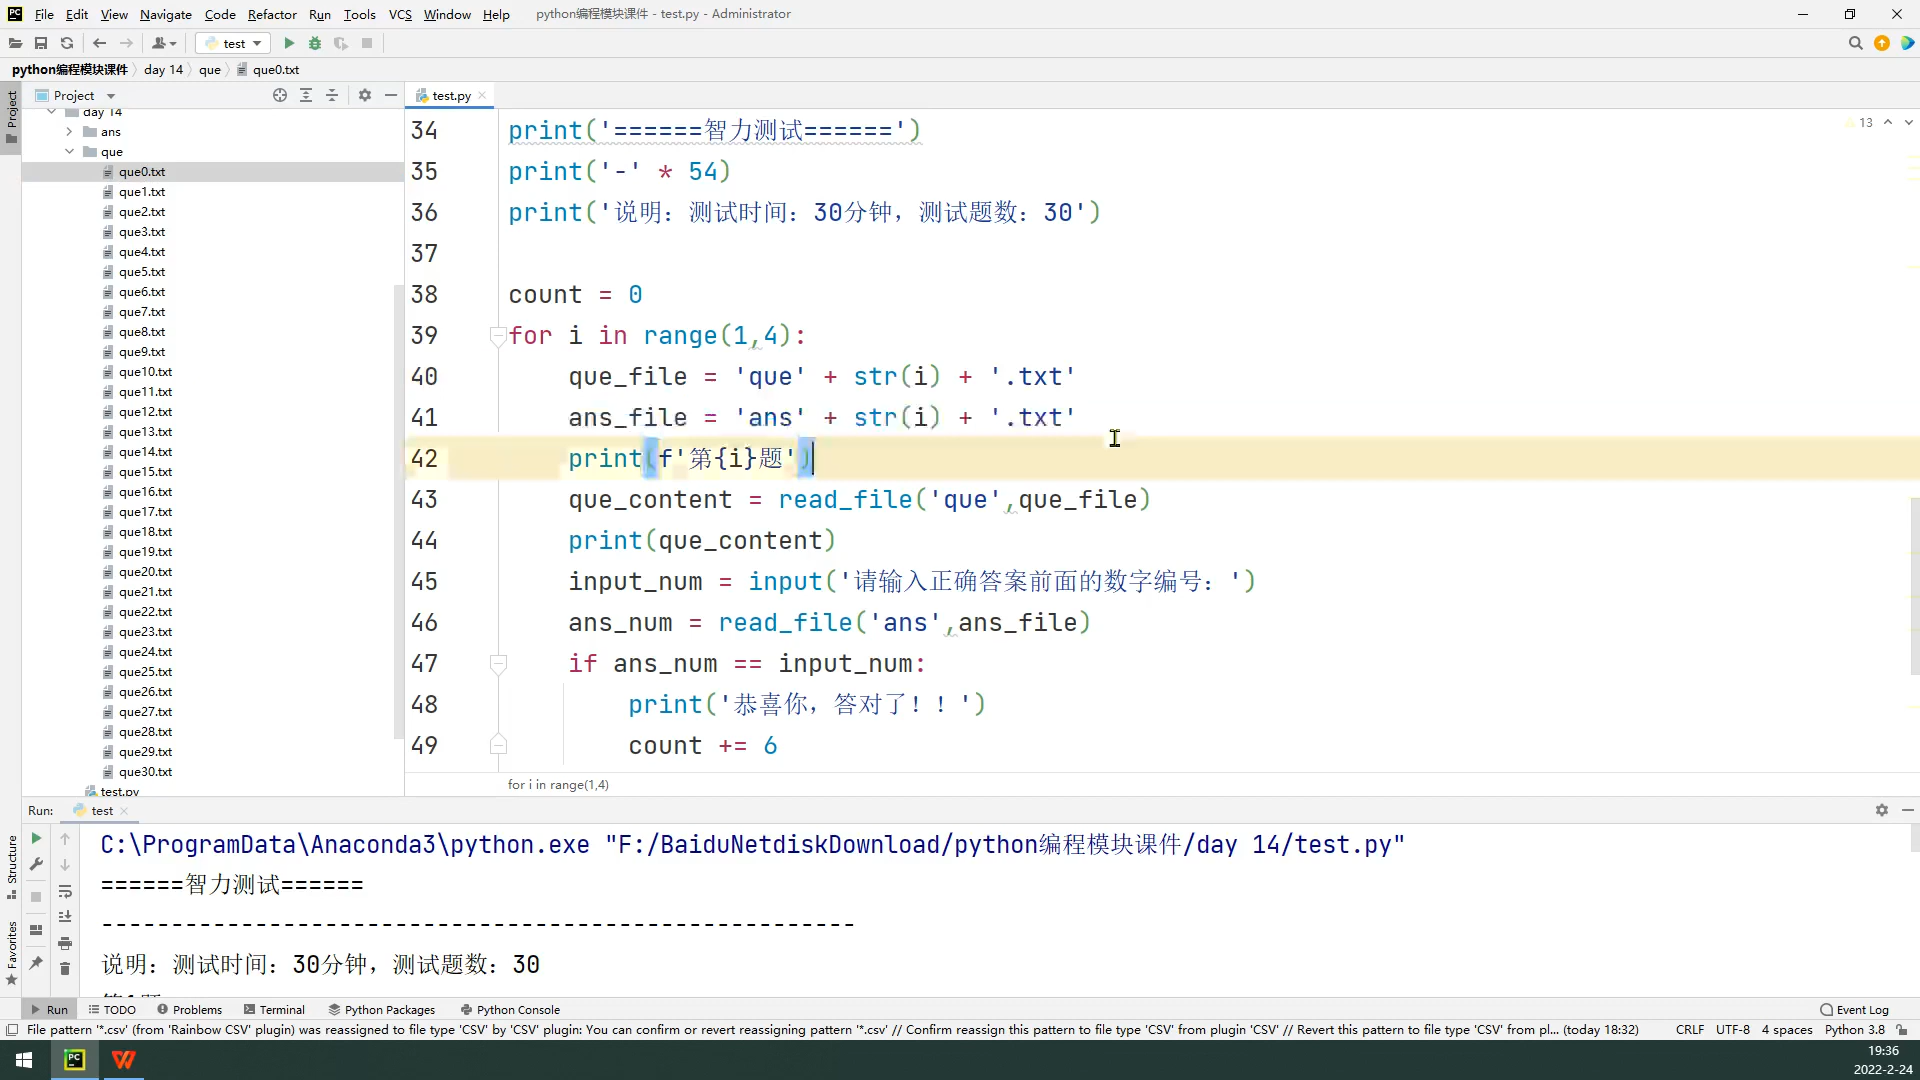 File Edit View Navigate Code Refactor Run Tools VCS Window Help python编程模块课件 - test.py - Administrator
test
python编程模块课件 day 14 que que0.txt
Project
Project
test.py
day 14
ans
que
que0.txt
que1.txt
que2.txt
que3.txt
que4.txt
que5.txt
que6.txt
que7.txt
que8.txt
que9.txt
que10.txt
que11.txt
que12.txt
que13.txt
que14.txt
que15.txt
que16.txt
que17.txt
que18.txt
que19.txt
que20.txt
que21.txt
que22.txt
que23.txt
que24.txt
que25.txt
que26.txt
que27.txt
que28.txt
que29.txt
que30.txt
test.py
13
34 print('======智力测试======')
35 print('-' * 54)
36 print('说明：测试时间：30分钟，测试题数：30')
37
38 count = 0
39 for i in range(1,4):
40 que_file = 'que' + str(i) + '.txt'
41 ans_file = 'ans' + str(i) + '.txt'
42 print(f'第{i}题')
43 que_content = read_file('que',que_file)
44 print(que_content)
45 input_num = input('请输入正确答案前面的数字编号：')
46 ans_num = read_file('ans',ans_file)
47 if ans_num == input_num:
48 print('恭喜你，答对了！！')
49 count += 6
for i in range(1,4)
Run: test
C:\ProgramData\Anaconda3\python.exe "F:/BaiduNetdiskDownload/python编程模块课件/day 14/test.py"
======智力测试======
------------------------------------------------------
说明：测试时间：30分钟，测试题数：30
Structure
Favorites
Run TODO Problems Terminal Python Packages Python Console Event Log
File pattern '*.csv' (from 'Rainbow CSV' plugin) was reassigned to file type 'CSV' by 'CSV' plugin: You can confirm or revert reassigning pattern '*.csv' // Confirm reassign this pattern to file type 'CSV' from plugin 'CSV' // Revert this pattern to file type 'CSV' from pl... (today 18:32) CRLF UTF-8 4 spaces Python 3.8
19:36
2022-2-24